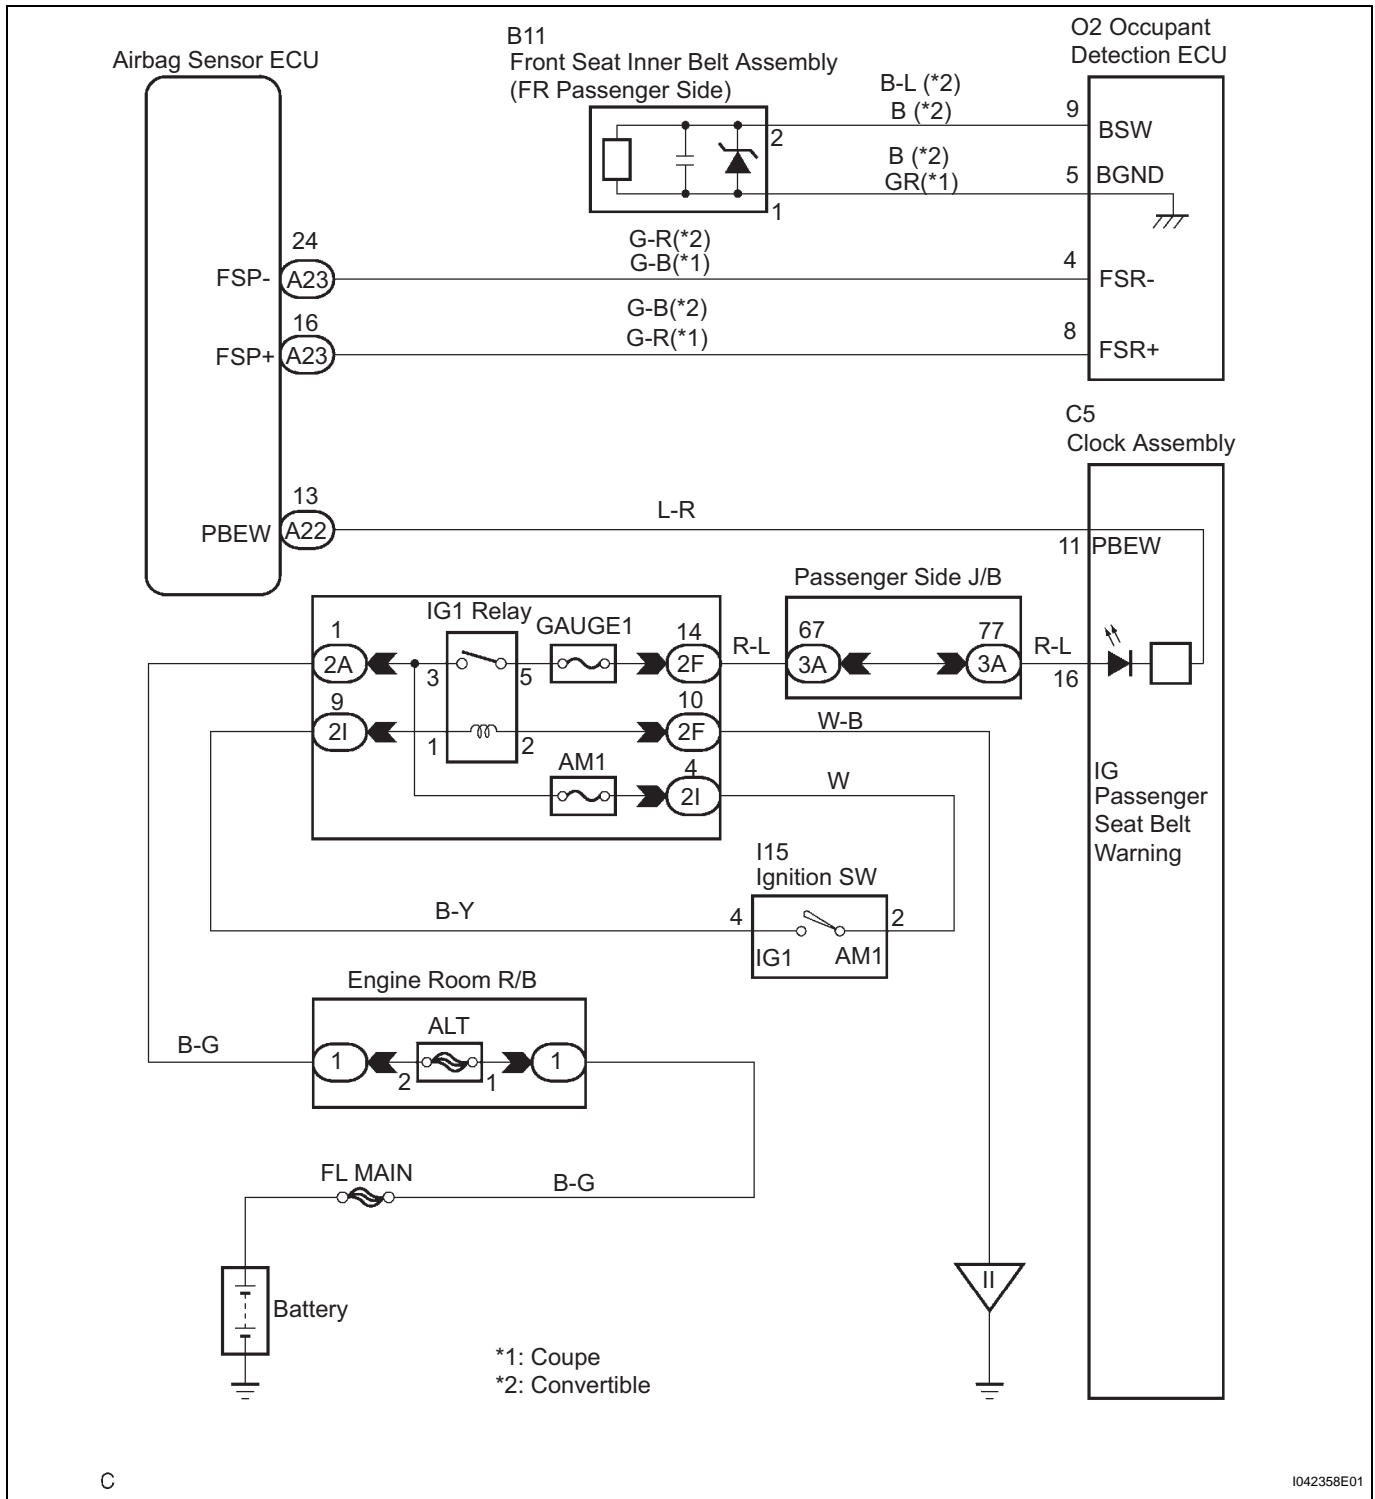 Airbag Sensor ECU
B11
Front Seat Inner Belt Assembly
(FR Passenger Side)
O2 Occupant
Detection ECU
B-L (*2)
B (*2)
9
BSW
2
B (*2)
GR(*1)
5
BGND
1
24
G-R(*2)
G-B(*1)
4
FSP-
A23
FSR-
16
G-B(*2)
G-R(*1)
8
FSP+
A23
FSR+
C5
Clock Assembly
13
L-R
PBEW
A22
11
PBEW
Passenger Side J/B
IG1 Relay
GAUGE1
1
2A
3
5
14
2F
R-L
67
3A
77
3A
R-L
16
9
2I
1
2
10
2F
W-B
AM1
4
2I
W
IG
Passenger
Seat Belt
Warning
I15
Ignition SW
B-Y
4
2
IG1
AM1
Engine Room R/B
ALT
B-G
1
2
1
1
FL MAIN
B-G
II
Battery
*1: Coupe
*2: Convertible
C
I042358E01